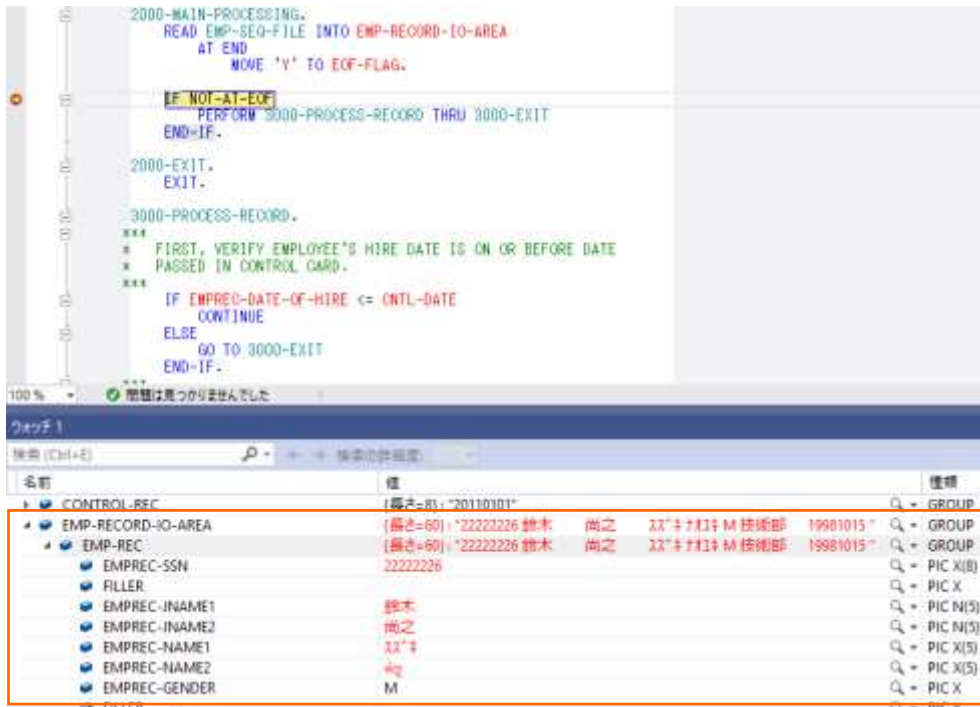 2000-MAIN-PROCESSING.
READ EMP-SEQ-FILE INTO EMP-RECORD-IO-AREA
AT END
MOVE 'Y' TO EOF-FLAG.
IF NOT-AT-EOF
PERFORM 3000-PROCESS-RECORD THRU 3000-EXIT
END-IF.
2000-EXIT.
EXIT.
3000-PROCESS-RECORD.
***
* FIRST, VERIFY EMPLOYEE'S HIRE DATE IS ON OR BEFORE DATE
* PASSED IN CONTROL CARD.
***
IF EMPREC-DATE-OF-HIRE <= CNTL-DATE
CONTINUE
ELSE
GO TO 3000-EXIT
END-IF.
***
100 % 問題は見つかりませんでした
ウォッチ 1
検索 (Ctrl+E) 検索の詳細度:
名前 値 種類
CONTROL-REC {長さ=8} : "20110101" GROUP
EMP-RECORD-IO-AREA {長さ=60} : "22222226 鈴木 尚之 ｽｽﾞｷ ﾅｵﾕｷ M 技術部 19981015 " GROUP
EMP-REC {長さ=60} : "22222226 鈴木 尚之 ｽｽﾞｷ ﾅｵﾕｷ M 技術部 19981015 " GROUP
EMPREC-SSN 22222226 PIC X(8)
FILLER PIC X
EMPREC-JNAME1 鈴木 PIC N(5)
EMPREC-JNAME2 尚之 PIC N(5)
EMPREC-NAME1 ｽｽﾞｷ PIC X(5)
EMPREC-NAME2 PIC X(5)
EMPREC-GENDER M PIC X